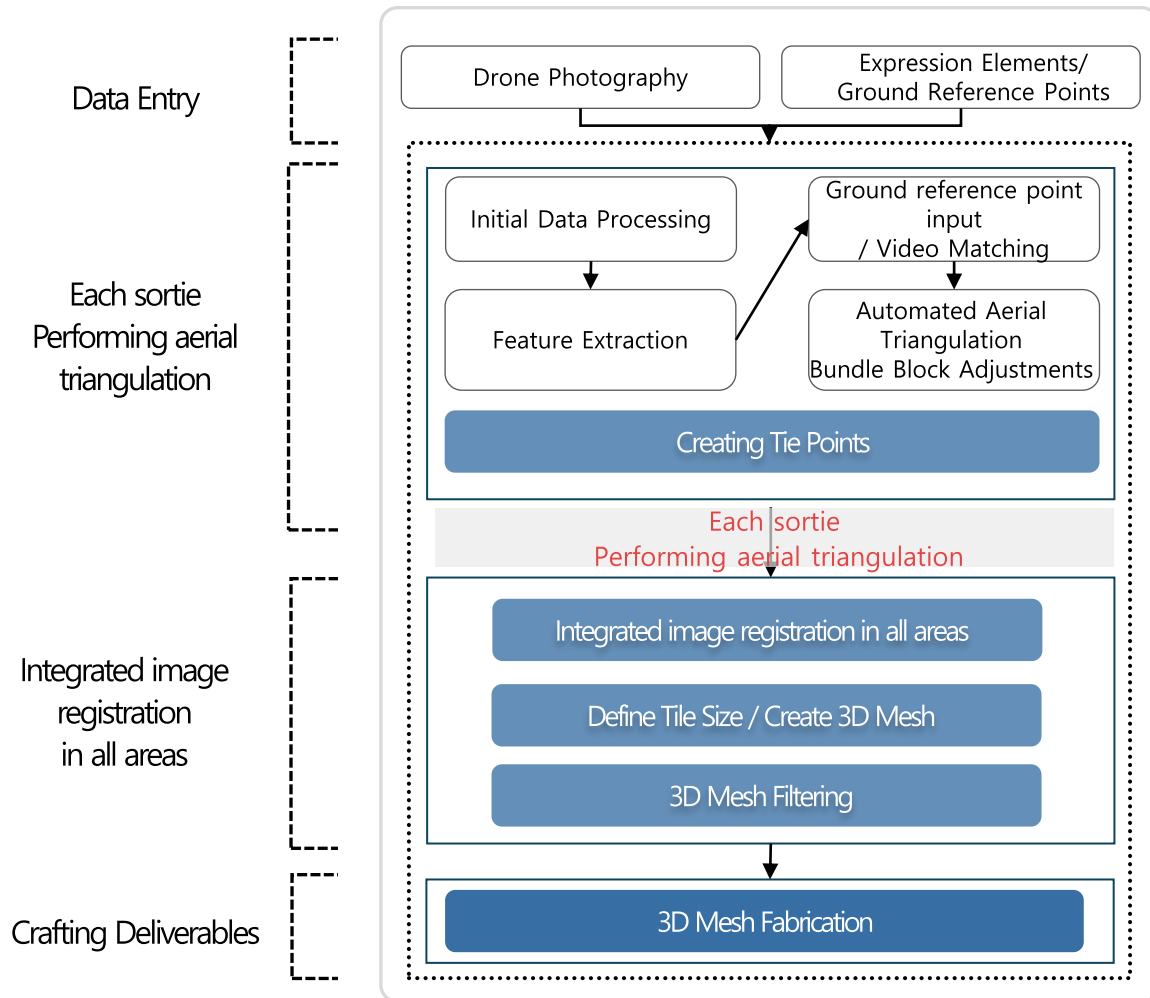 Data Entry
Drone Photography
Expression Elements/
Ground Reference Points
Each sortie
Performing aerial
triangulation
Initial Data Processing
Feature Extraction
Ground reference point
input
/ Video Matching
Automated Aerial
Triangulation
Bundle Block Adjustments
Creating Tie Points
Each sortie
Performing aerial triangulation
Integrated image
registration
in all areas
Integrated image registration in all areas
Define Tile Size / Create 3D Mesh
3D Mesh Filtering
Crafting Deliverables
3D Mesh Fabrication